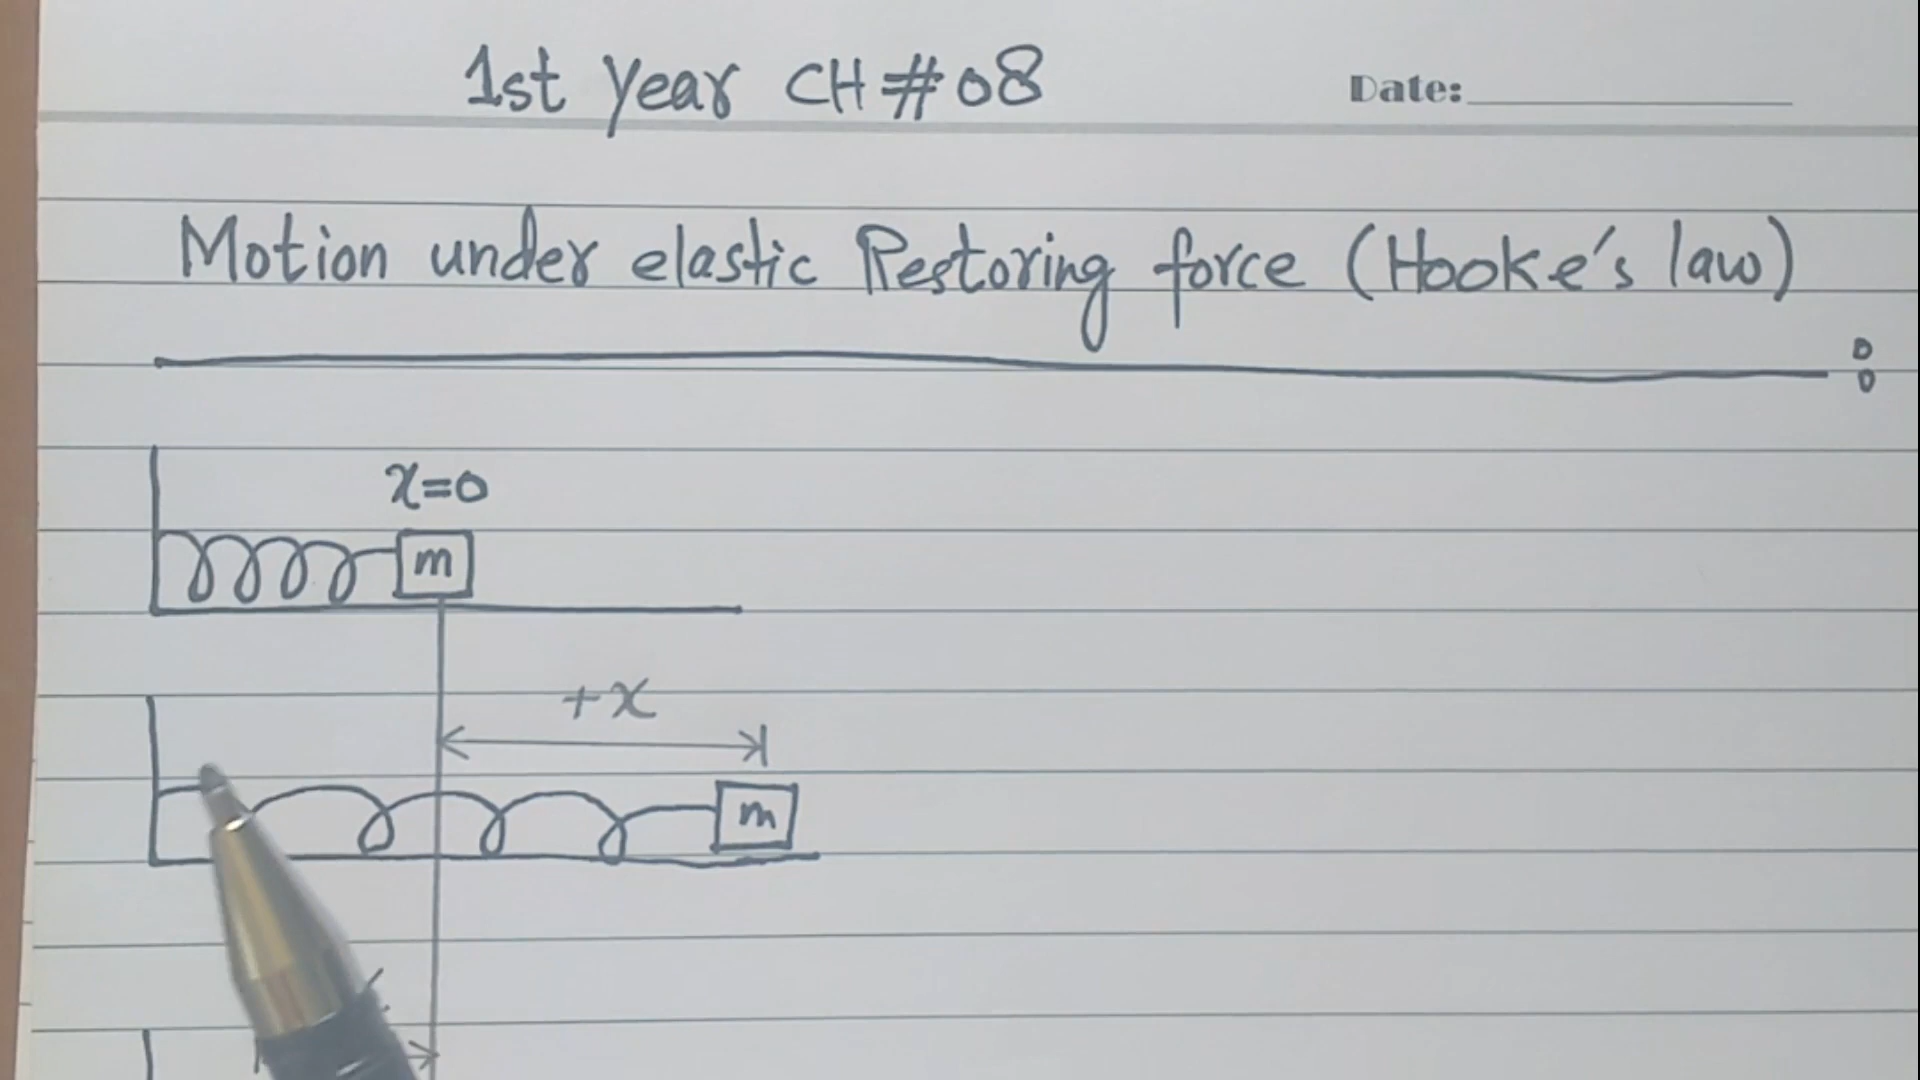 1st Year CH#08
Date:
Motion under elastic Restoring force (Hooke's law)
x=0
m
+x
m